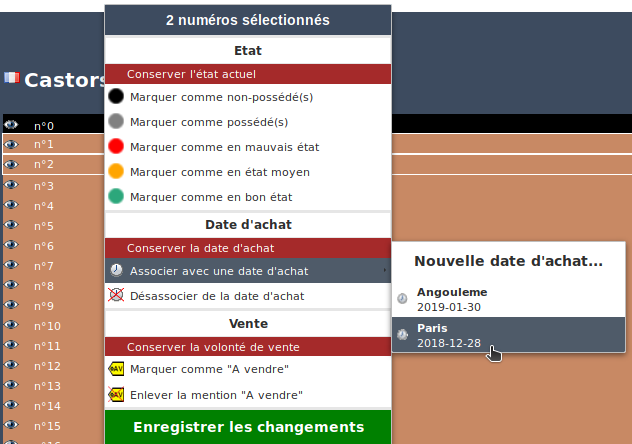 2 numéros sélectionnés
Etat
Conserver l'état actuel
Marquer comme non-possédé(s)
Marquer comme possédé(s)
Marquer comme en mauvais état
Marquer comme en état moyen
Marquer comme en bon état
Date d'achat
Conserver la date d'achat
Associer avec une date d'achat
Désassocier de la date d'achat
Vente
Conserver la volonté de vente
AV Marquer comme "A vendre"
AV Enlever la mention "A vendre"
Enregistrer les changements
Nouvelle date d'achat...
Angouleme
2019-01-30
Paris
2018-12-28
Castors
n°0
n°1
n°2
n°3
n°4
n°5
n°6
n°7
n°8
n°9
n°10
n°11
n°12
n°13
n°14
n°15